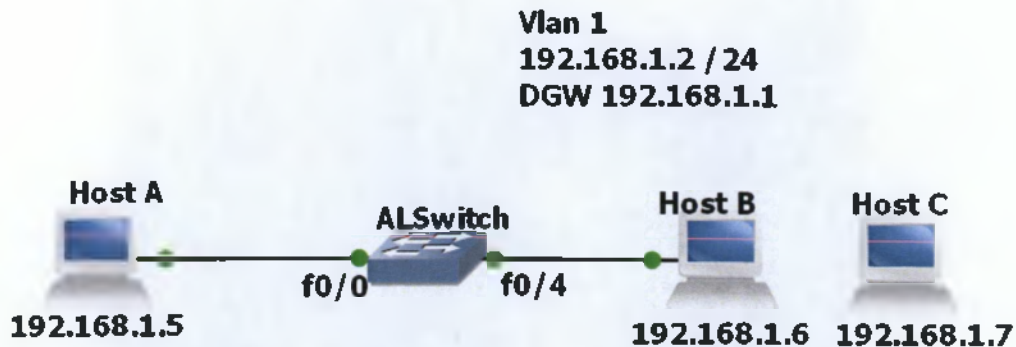 Vlan 1
192.168.1.2 / 24
DGW 192.168.1.1
Host A
ALSwitch
Host B
Host C
f0/0
f0/4
192.168.1.5
192.168.1.6
192.168.1.7